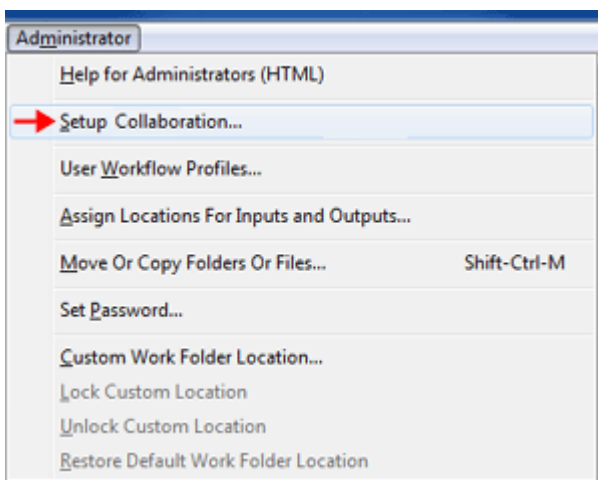 Administrator
Help for Administrators (HTML)
Setup Collaboration...
User Workflow Profiles...
Assign Locations For Inputs and Outputs...
Move Or Copy Folders Or Files... Shift-Ctrl-M
Set Password...
Custom Work Folder Location...
Lock Custom Location
Unlock Custom Location
Restore Default Work Folder Location